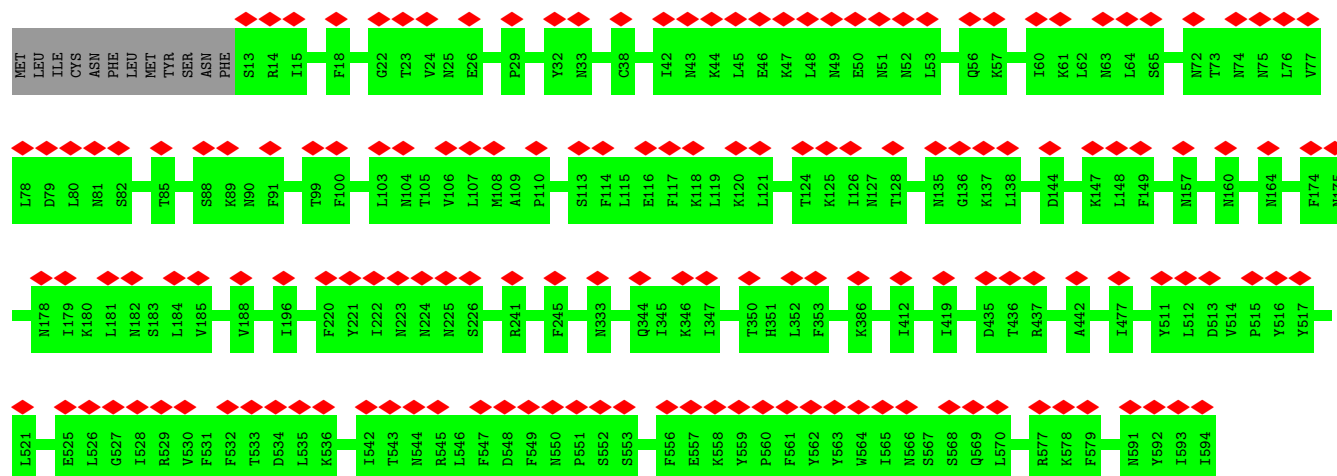 MET LEU ILE CYS ASN PHE LEU MET TYR SER ASN PHE S13 R14 I15 F18 G22 T23 V24 N25 E26 P29 Y32 N33 C38 I42 N43 K44 L45 E46 K47 L48 N49 E50 N51 N52 L53 Q56 K57 I60 K61 L62 N63 L64 S65 N72 T73 N74 N75 L76 V77
L78 D79 L80 N81 S82 T85 S88 K89 N90 F91 T99 F100 L103 N104 T105 V106 L107 M108 A109 P110 S113 F114 L115 E116 F117 K118 L119 K120 L121 T124 K125 I126 N127 T128 N135 G136 K137 L138 D144 K147 L148 F149 N157 N160 N164 F174 N175
N178 I179 K180 L181 N182 S183 L184 V185 V188 I196 F220 Y221 I222 N223 N224 N225 S226 R241 F245 N333 Q344 I345 K346 I347 T350 H351 L352 F353 K386 I412 I419 D435 T436 R437 A442 I477 Y511 L512 D513 V514 P515 Y516 Y517
L521 E525 L526 G527 I528 R529 V530 F531 F532 T533 D534 L535 K536 I542 T543 N544 R545 L546 F547 D548 F549 N550 P551 S552 S553 F556 E557 K558 Y559 P560 F561 Y562 Y563 W564 I565 N566 S567 S568 Q569 L570 R577 K578 F579 N591 Y592 I593 I594